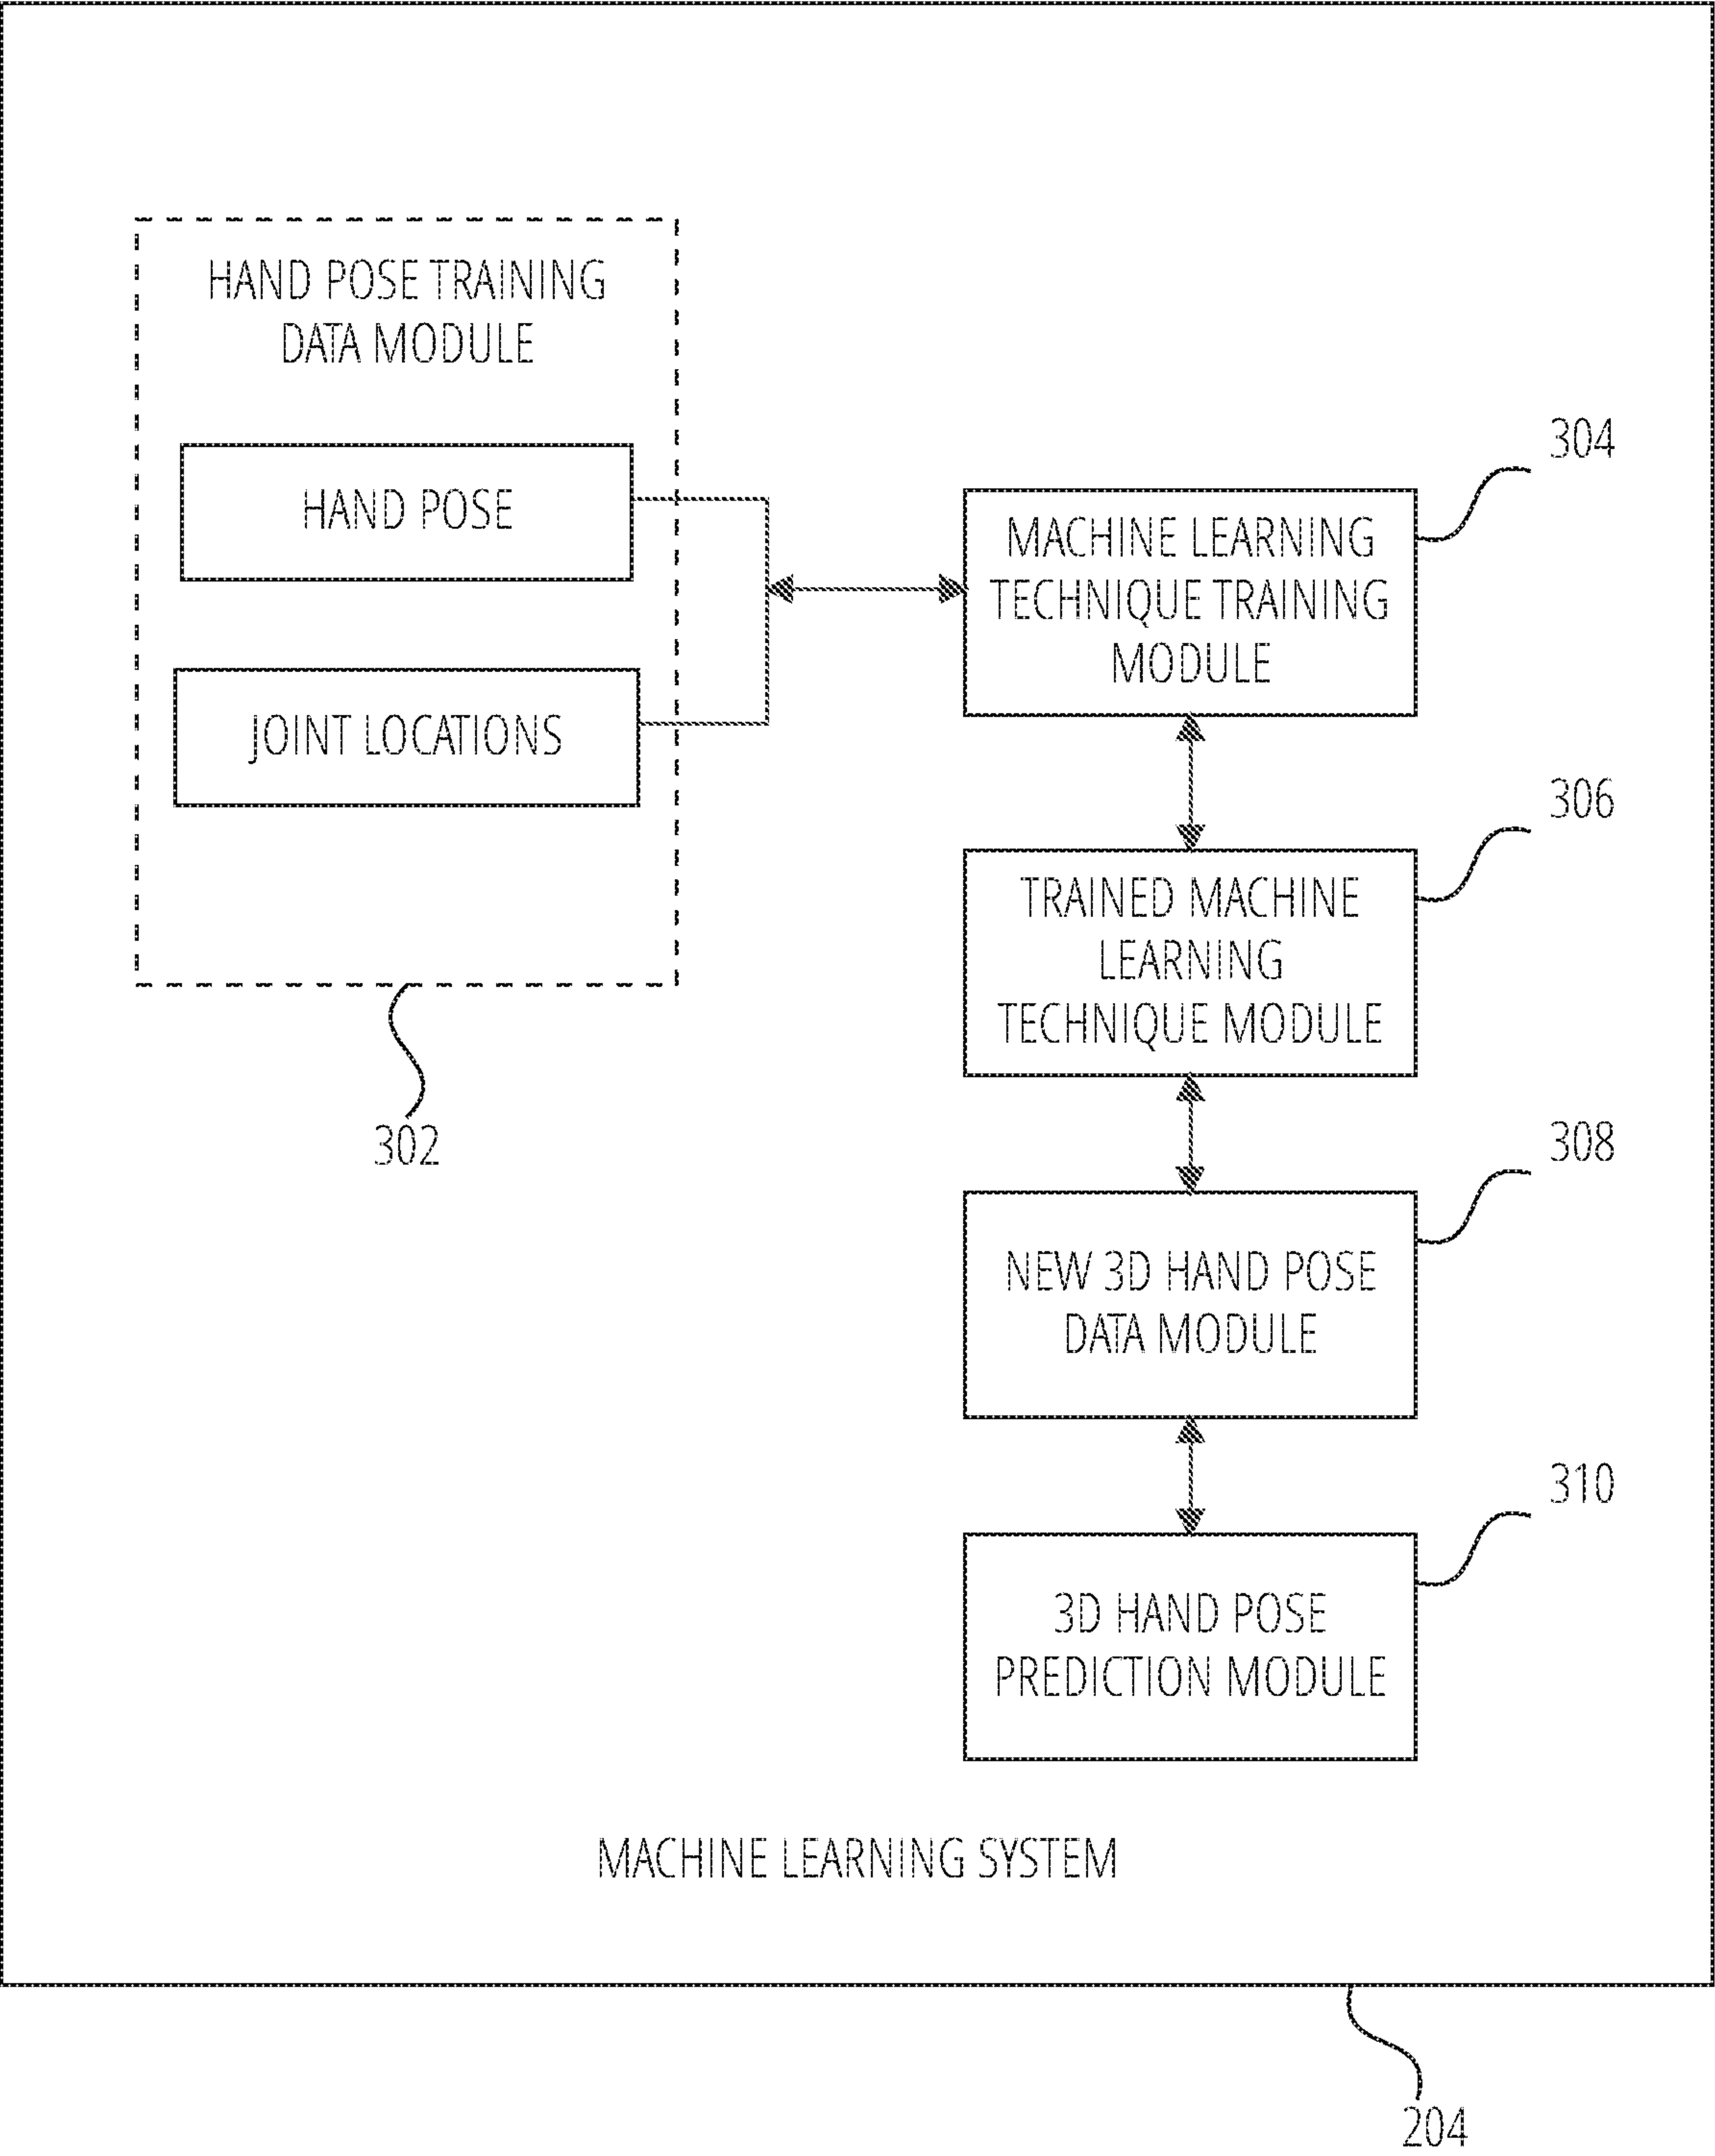 HAND POSE TRAINING
DATA MODULE
HAND POSE
JOINT LOCATIONS
302
304
MACHINE LEARNING
TECHNIQUE TRAINING
MODULE
306
TRAINED MACHINE
LEARNING
TECHNIQUE MODULE
308
NEW 3D HAND POSE
DATA MODULE
310
3D HAND POSE
PREDICTION MODULE
MACHINE LEARNING SYSTEM
204